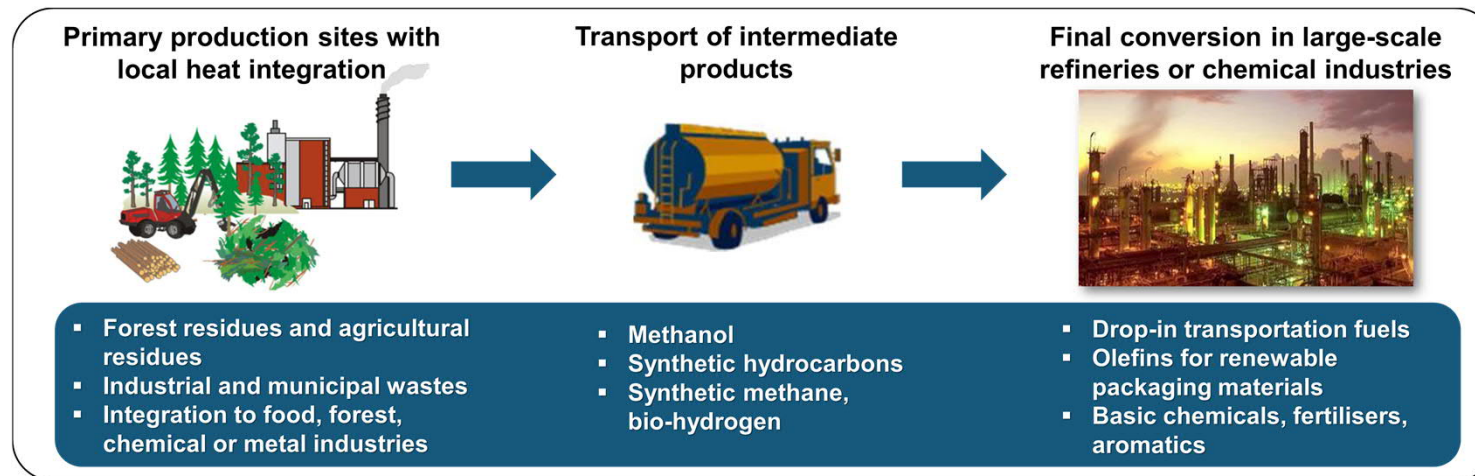 Primary production sites with
local heat integration
Transport of intermediate
products
Final conversion in large-scale
refineries or chemical industries
▪ Forest residues and agricultural
residues
▪ Industrial and municipal wastes
▪ Integration to food, forest,
chemical or metal industries
▪ Methanol
▪ Synthetic hydrocarbons
▪ Synthetic methane,
bio-hydrogen
▪ Drop-in transportation fuels
▪ Olefins for renewable
packaging materials
▪ Basic chemicals, fertilisers,
aromatics